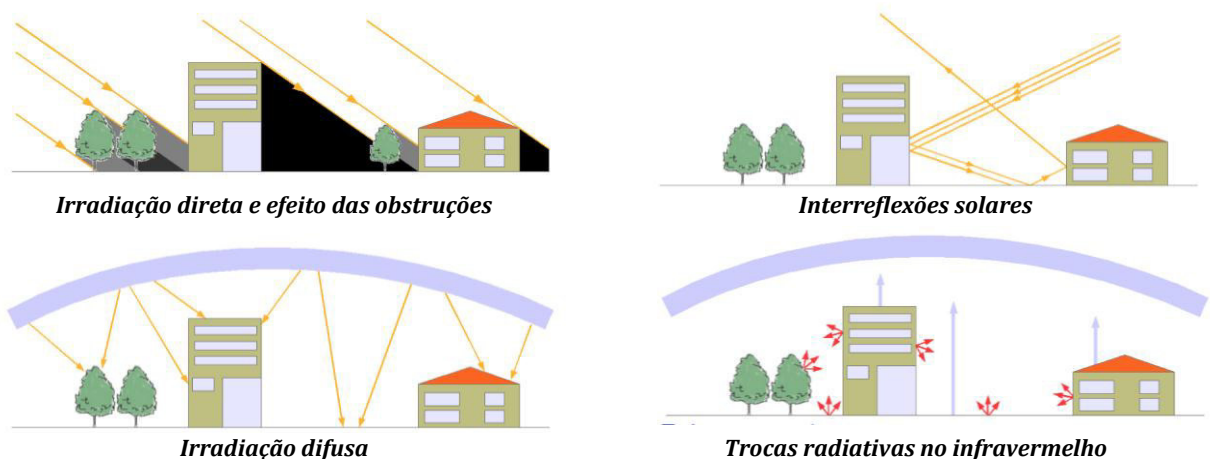 Irradiação direta e efeito das obstruções
Interreflexões solares
Irradiação difusa
Trocas radiativas no infravermelho